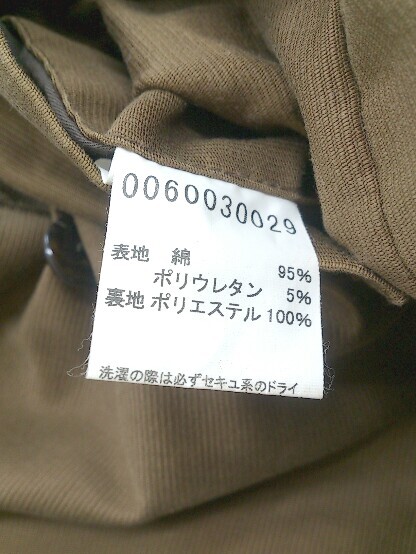 0060030029
表地 綿 95%
ポリウレタン 5%
裏地 ポリエステル 100%
洗濯の際は必ずセキユ系のドライ